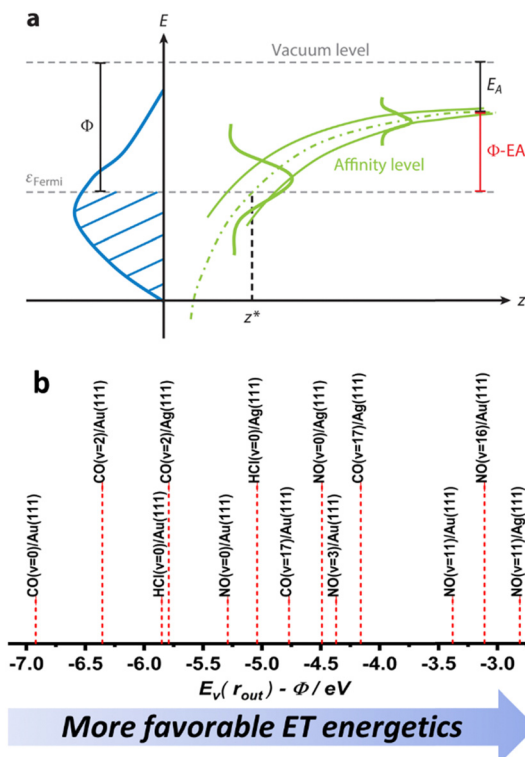 a
E
Vacuum level
E_A
Φ
Φ-EA
Affinity level
ε_Fermi
z
z*
b
CO(v=0)/Au(111)
CO(v=2)/Au(111)
HCl(v=0)/Au(111)
CO(v=2)/Ag(111)
NO(v=0)/Au(111)
HCl(v=0)/Ag(111)
CO(v=17)/Au(111)
NO(v=0)/Ag(111)
NO(v=3)/Au(111)
CO(v=17)/Ag(111)
NO(v=11)/Au(111)
NO(v=16)/Au(111)
NO(v=11)/Ag(111)
-7.0 -6.5 -6.0 -5.5 -5.0 -4.5 -4.0 -3.5 -3.0
E_v(r_out) - Φ / eV
More favorable ET energetics